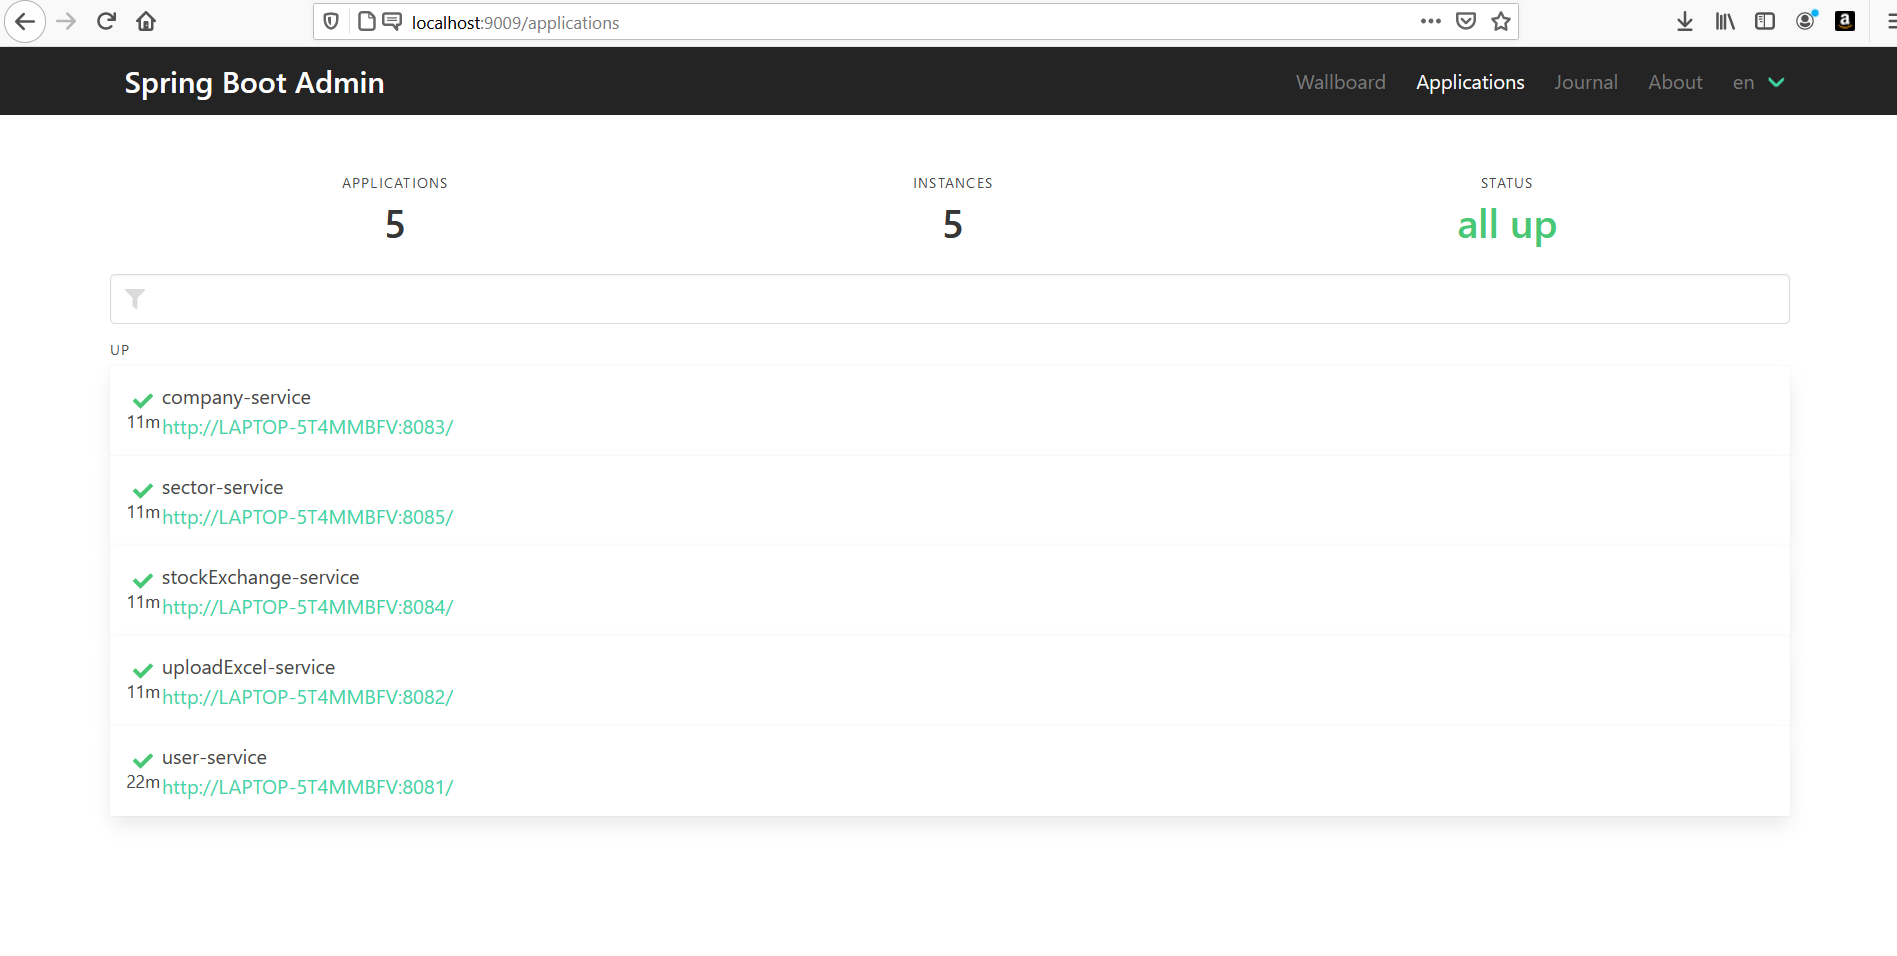 localhost:9009/applications
Spring Boot Admin
Wallboard Applications Journal About en
APPLICATIONS INSTANCES STATUS
5 5 all up
UP
company-service
11m http://LAPTOP-5T4MMBFV:8083/
sector-service
11m http://LAPTOP-5T4MMBFV:8085/
stockExchange-service
11m http://LAPTOP-5T4MMBFV:8084/
uploadExcel-service
11m http://LAPTOP-5T4MMBFV:8082/
user-service
22m http://LAPTOP-5T4MMBFV:8081/